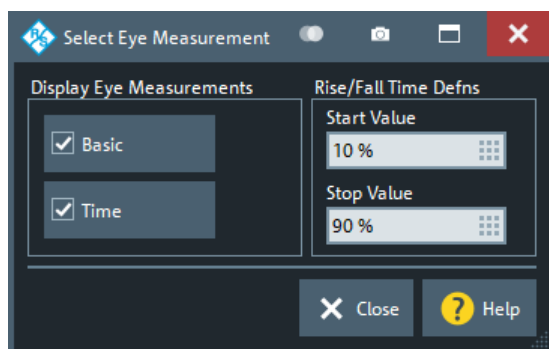 Select Eye Measurement
Display Eye Measurements
Basic
Time
Rise/Fall Time Defns
Start Value
10 %
Stop Value
90 %
Close
? Help